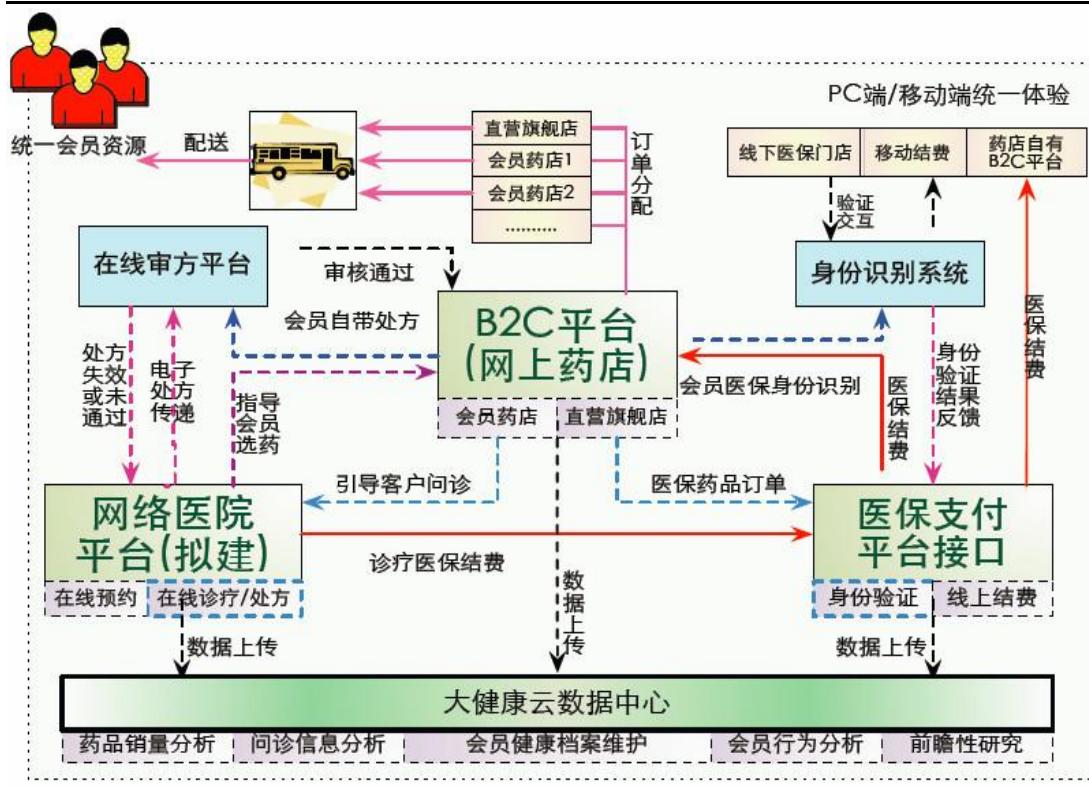 PC端/移动端统一体验
统一会员资源
配送
直营旗舰店
会员药店1
会员药店2
..........
订单分配
线下医保门店
移动结费
药店自有
B2C平台
验证
交互
在线审方平台
审核通过
会员自带处方
B2C平台
(网上药店)
会员药店
直营旗舰店
身份识别系统
会员医保身份识别
医保结费
身份
验证
结果
反馈
医保结费
处方
失效
或未
通过
电子
处方
传递
指导
会员
选药
引导客户问诊
医保药品订单
网络医院
平台(拟建)
在线预约
在线诊疗/处方
诊疗医保结费
医保支付
平台接口
身份验证
线上结费
数据上传
数据上传
数据上传
大健康云数据中心
药品销量分析
问诊信息分析
会员健康档案维护
会员行为分析
前瞻性研究